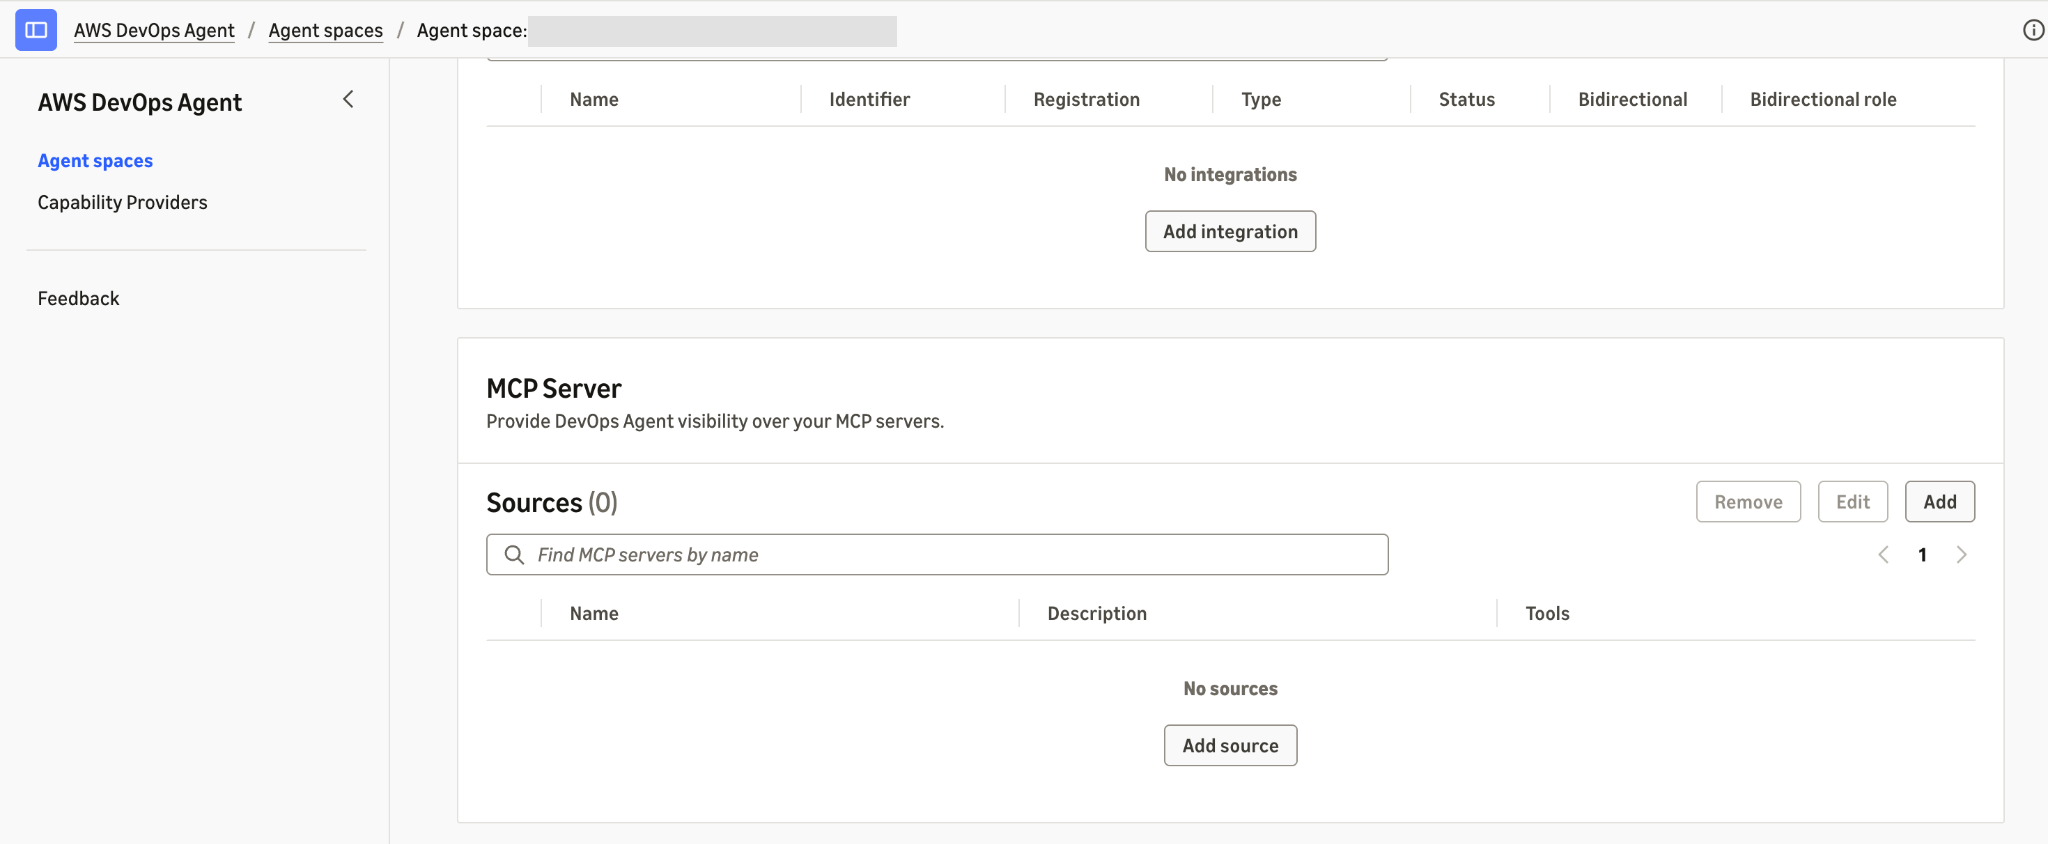 AWS DevOps Agent / Agent spaces / Agent space:
AWS DevOps Agent
Agent spaces
Capability Providers
Feedback
Name Identifier Registration Type Status Bidirectional Bidirectional role
No integrations
Add integration
MCP Server
Provide DevOps Agent visibility over your MCP servers.
Sources (0)
Remove Edit Add
Find MCP servers by name
1
Name Description Tools
No sources
Add source